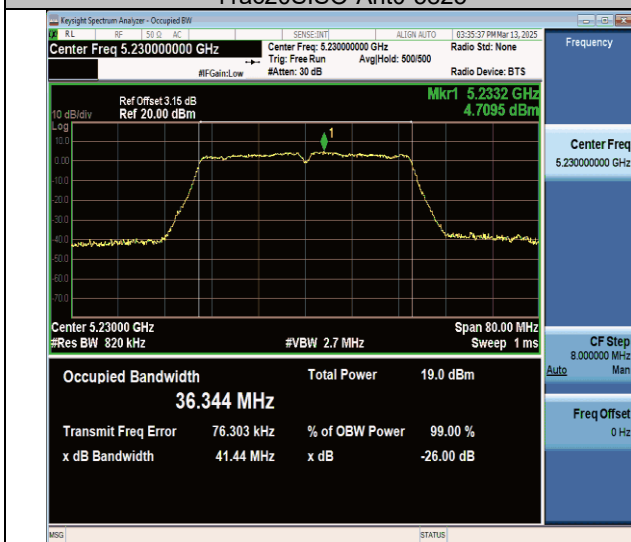 Keysight Spectrum Analyzer - Occupied BW
RL RF 50 Ω AC SENSE:INT ALIGN AUTO 03:35:37 PM Mar 13, 2025
Center Freq 5.230000000 GHz
Center Freq: 5.230000000 GHz
Radio Std: None
Trig: Free Run Avg|Hold: 500/500
#IFGain:Low #Atten: 30 dB Radio Device: BTS
Frequency
Mkr1 5.2332 GHz
4.7095 dBm
Ref Offset 3.15 dB
10 dB/div Ref 20.00 dBm
Log
10.0
0.00
-10.0
-20.0
-30.0
-40.0
-50.0
-60.0
-70.0
1
Center 5.23000 GHz Span 80.00 MHz
#Res BW 820 kHz #VBW 2.7 MHz Sweep 1 ms
Occupied Bandwidth Total Power 19.0 dBm
36.344 MHz
Transmit Freq Error 76.303 kHz % of OBW Power 99.00 %
x dB Bandwidth 41.44 MHz x dB -26.00 dB
Center Freq
5.230000000 GHz
CF Step
8.000000 MHz
Auto Man
Freq Offset
0 Hz
MSG STATUS